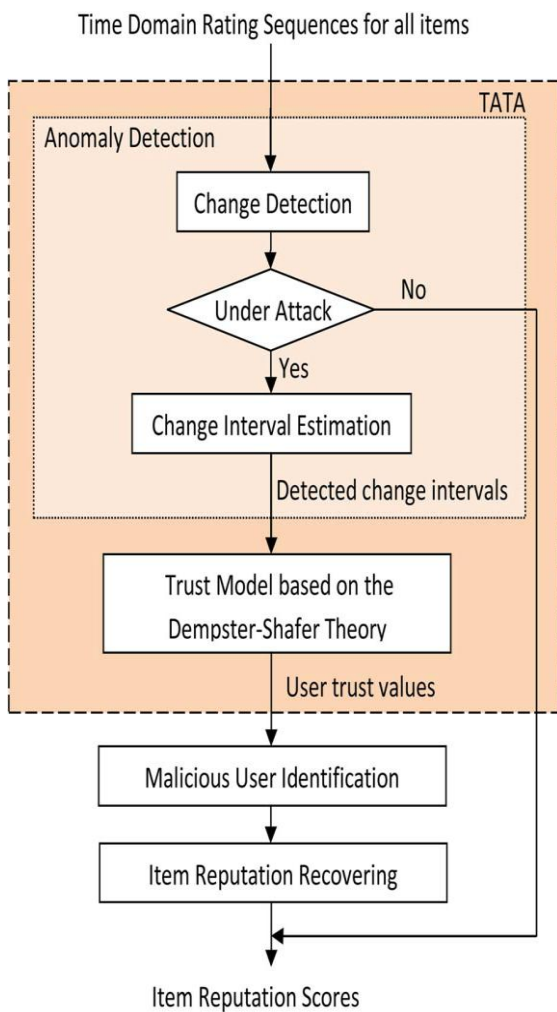 Time Domain Rating Sequences for all items
TATA
Anomaly Detection
Change Detection
Under Attack
No
Yes
Change Interval Estimation
Detected change intervals
Trust Model based on the
Dempster-Shafer Theory
User trust values
Malicious User Identification
Item Reputation Recovering
Item Reputation Scores